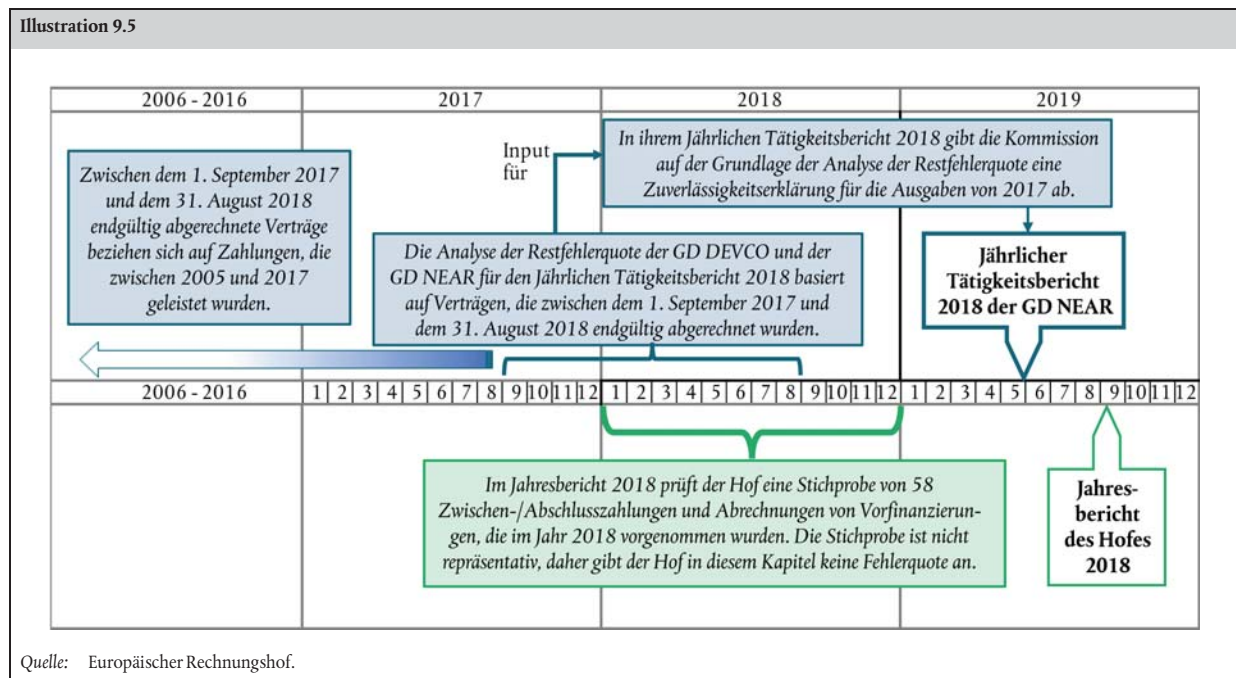 Illustration 9.5
2006 - 2016 2017 2018 2019
Zwischen dem 1. September 2017
und dem 31. August 2018
endgültig abgerechnete Verträge
beziehen sich auf Zahlungen, die
zwischen 2005 und 2017
geleistet wurden.
Input
für
In ihrem Jährlichen Tätigkeitsbericht 2018 gibt die Kommission
auf der Grundlage der Analyse der Restfehlerquote eine
Zuverlässigkeitserklärung für die Ausgaben von 2017 ab.
Die Analyse der Restfehlerquote der GD DEVCO und der
GD NEAR für den Jährlichen Tätigkeitsbericht 2018 basiert
auf Verträgen, die zwischen dem 1. September 2017 und
dem 31. August 2018 endgültig abgerechnet wurden.
Jährlicher
Tätigkeitsbericht
2018 der GD NEAR
2006 - 2016 1 2 3 4 5 6 7 8 9 10 11 12 1 2 3 4 5 6 7 8 9 10 11 12 1 2 3 4 5 6 7 8 9 10 11 12
Im Jahresbericht 2018 prüft der Hof eine Stichprobe von 58
Zwischen-/Abschlusszahlungen und Abrechnungen von Vorfinanzierun-
gen, die im Jahr 2018 vorgenommen wurden. Die Stichprobe ist nicht
repräsentativ, daher gibt der Hof in diesem Kapitel keine Fehlerquote an.
Jahres-
bericht
des Hofes
2018
Quelle: Europäischer Rechnungshof.